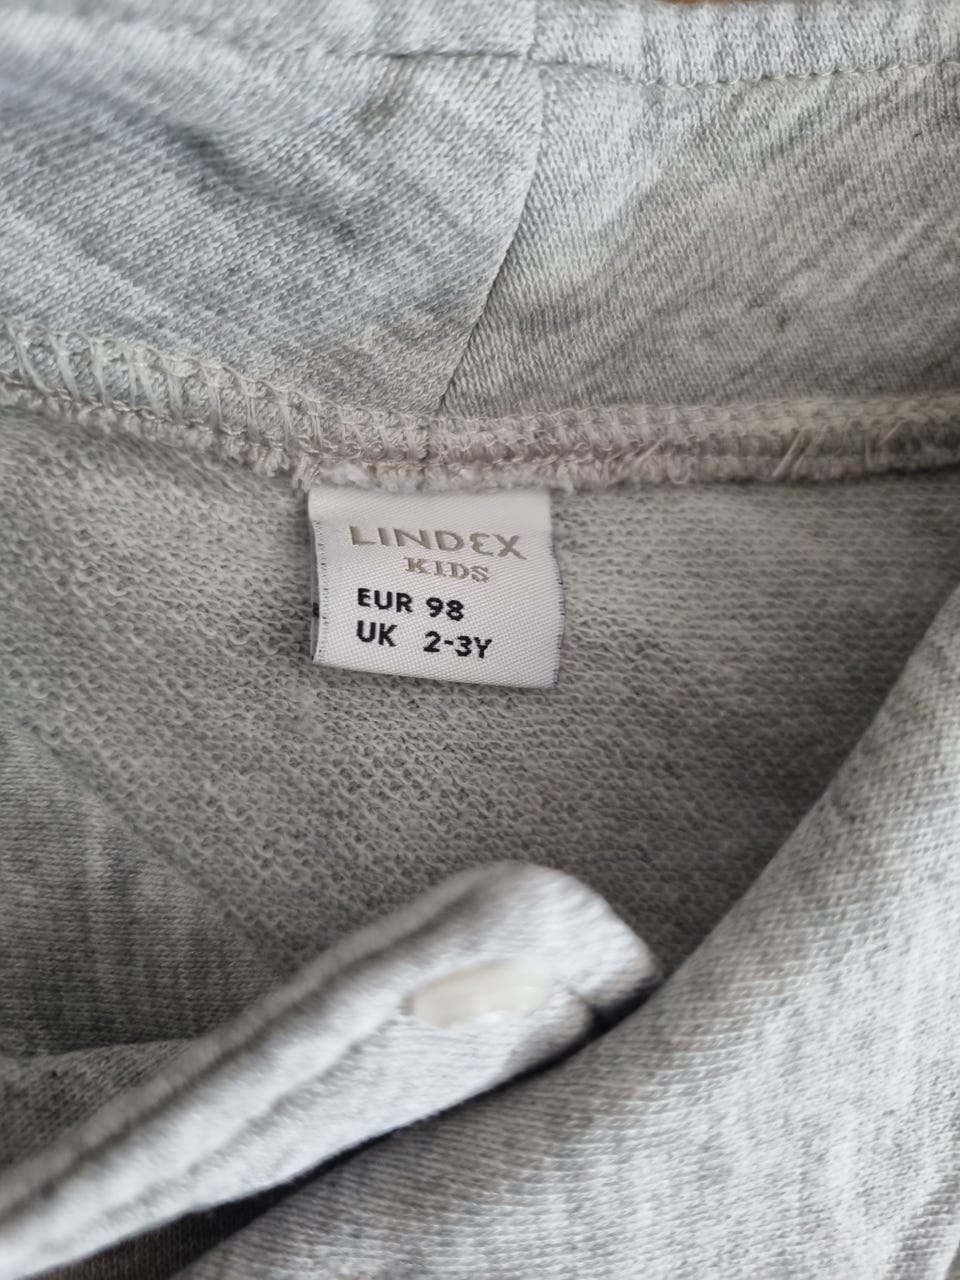 LINDEX
KIDS
EUR 98
UK 2-3Y